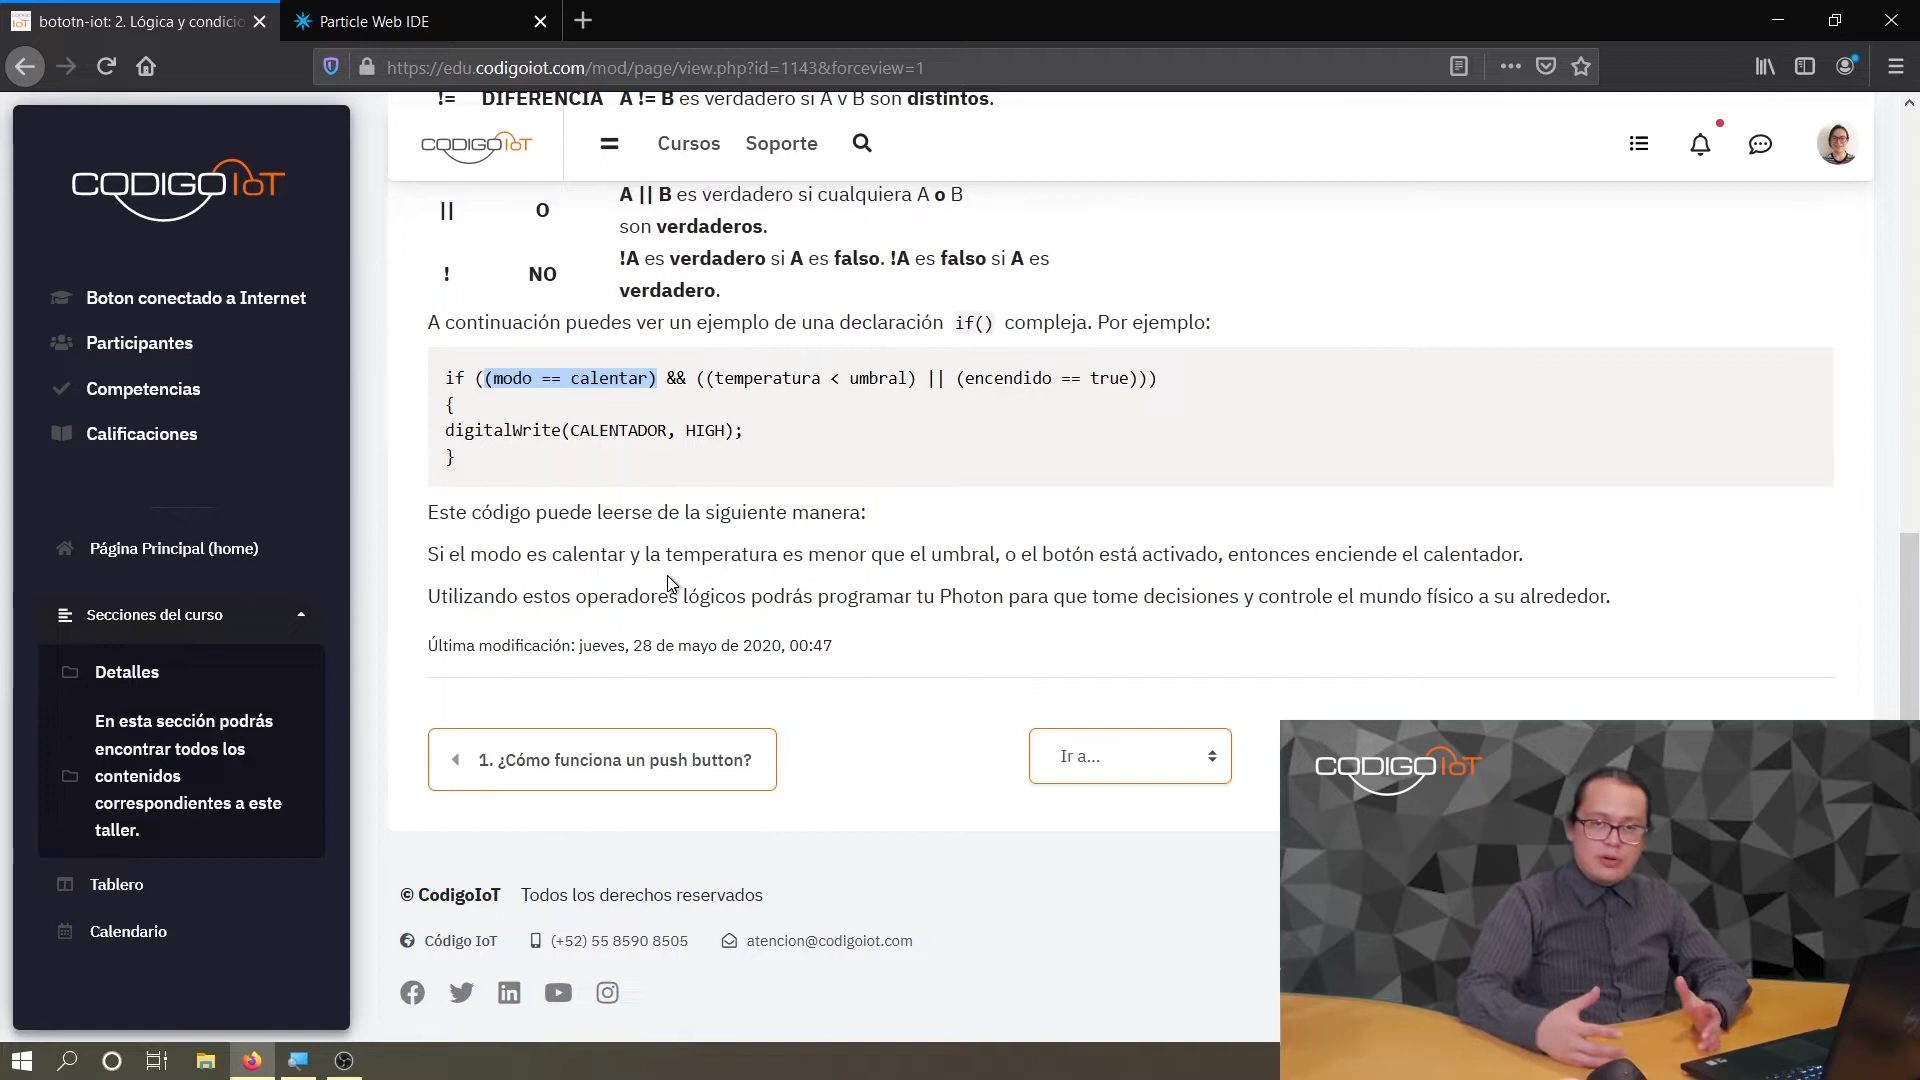 bototn-iot: 2. Lógica y condicio
Particle Web IDE
https://edu.codigoiot.com/mod/page/view.php?id=1143&forceview=1
!= DIFERENCIA A != B es verdadero si A y B son distintos.
CODIGO IoT
Cursos
Soporte
CODIGO IoT
Boton conectado a Internet
Participantes
Competencias
Calificaciones
Página Principal (home)
Secciones del curso
Detalles
En esta sección podrás
encontrar todos los
contenidos
correspondientes a este
taller.
Tablero
Calendario
|| O A || B es verdadero si cualquiera A o B
son verdaderos.
! NO !A es verdadero si A es falso. !A es falso si A es
verdadero.
A continuación puedes ver un ejemplo de una declaración if() compleja. Por ejemplo:
if ((modo == calentar) && ((temperatura < umbral) || (encendido == true)))
{
digitalWrite(CALENTADOR, HIGH);
}
Este código puede leerse de la siguiente manera:
Si el modo es calentar y la temperatura es menor que el umbral, o el botón está activado, entonces enciende el calentador.
Utilizando estos operadores lógicos podrás programar tu Photon para que tome decisiones y controle el mundo físico a su alrededor.
Última modificación: jueves, 28 de mayo de 2020, 00:47
1. ¿Cómo funciona un push button?
Ir a...
© CodigoIoT Todos los derechos reservados
Código IoT
(+52) 55 8590 8505
atencion@codigoiot.com
CODIGO IoT